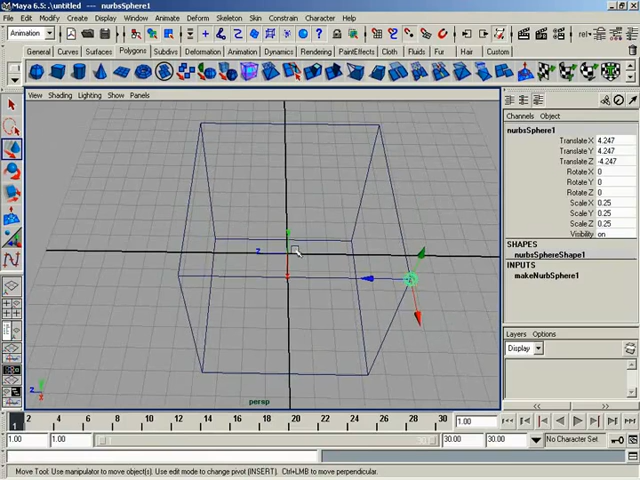 Maya 6.5: .\untitled --- nurbsSphere1
File Edit Modify Create Display Window Animate Deform Skeleton Skin Constraint Character Help
Animation
General Curves Surfaces Polygons Subdivs Deformation Animation Dynamics Rendering PaintEffects Cloth Fluids Fur Hair Custom
View Shading Lighting Show Panels
Channels Object
nurbsSphere1
Translate X 4.247
Translate Y 4.247
Translate Z -4.247
Rotate X 0
Rotate Y 0
Rotate Z 0
Scale X 0.25
Scale Y 0.25
Scale Z 0.25
Visibility on
SHAPES
nurbsSphereShape1
INPUTS
makeNurbSphere1
Layers Options
Display
z
persp
2 4 6 8 10 12 14 16 18 20 22 24 26 28 30 1.00
1.00 1.00 30.00 30.00 No Character Set
Move Tool: Use manipulator to move object(s). Use edit mode to change pivot (INSERT). Ctrl+LMB to move perpendicular.